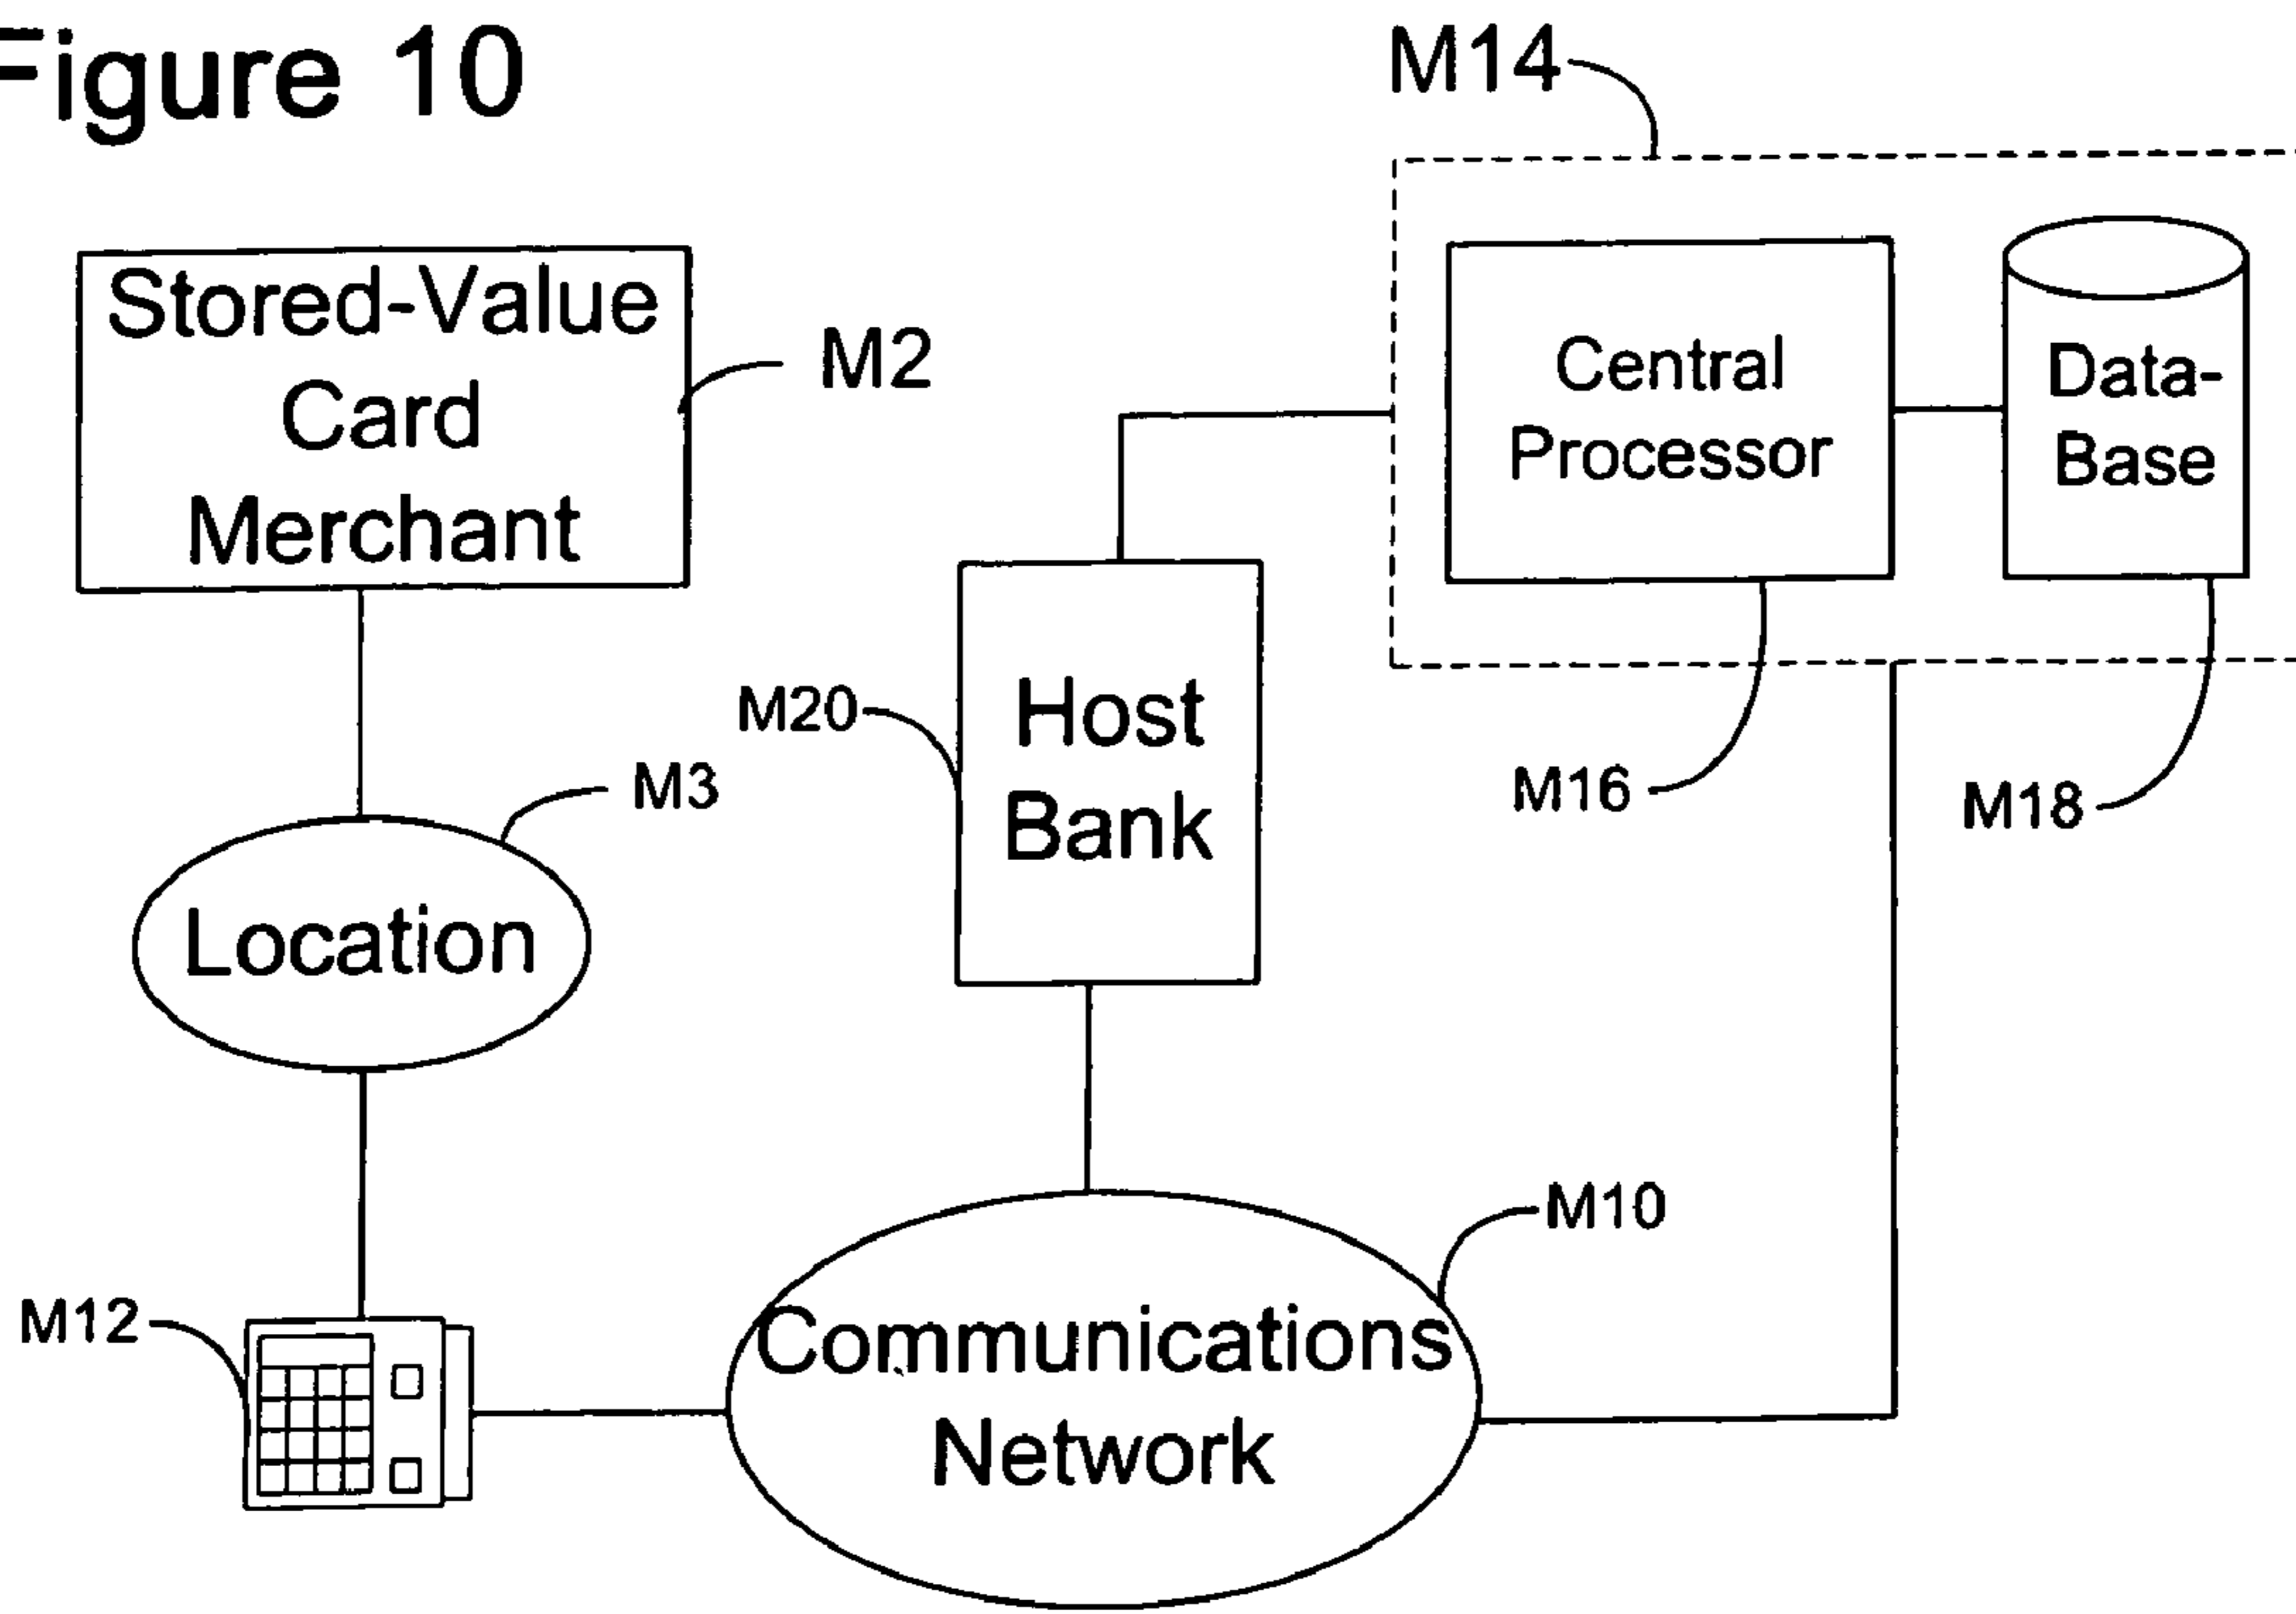 Figure 10
M14
Stored-Value
Card
Merchant
M2
Central
Processor
Data-
Base
M20
Host
Bank
M16
M18
M3
Location
M10
M12
Communications
Network